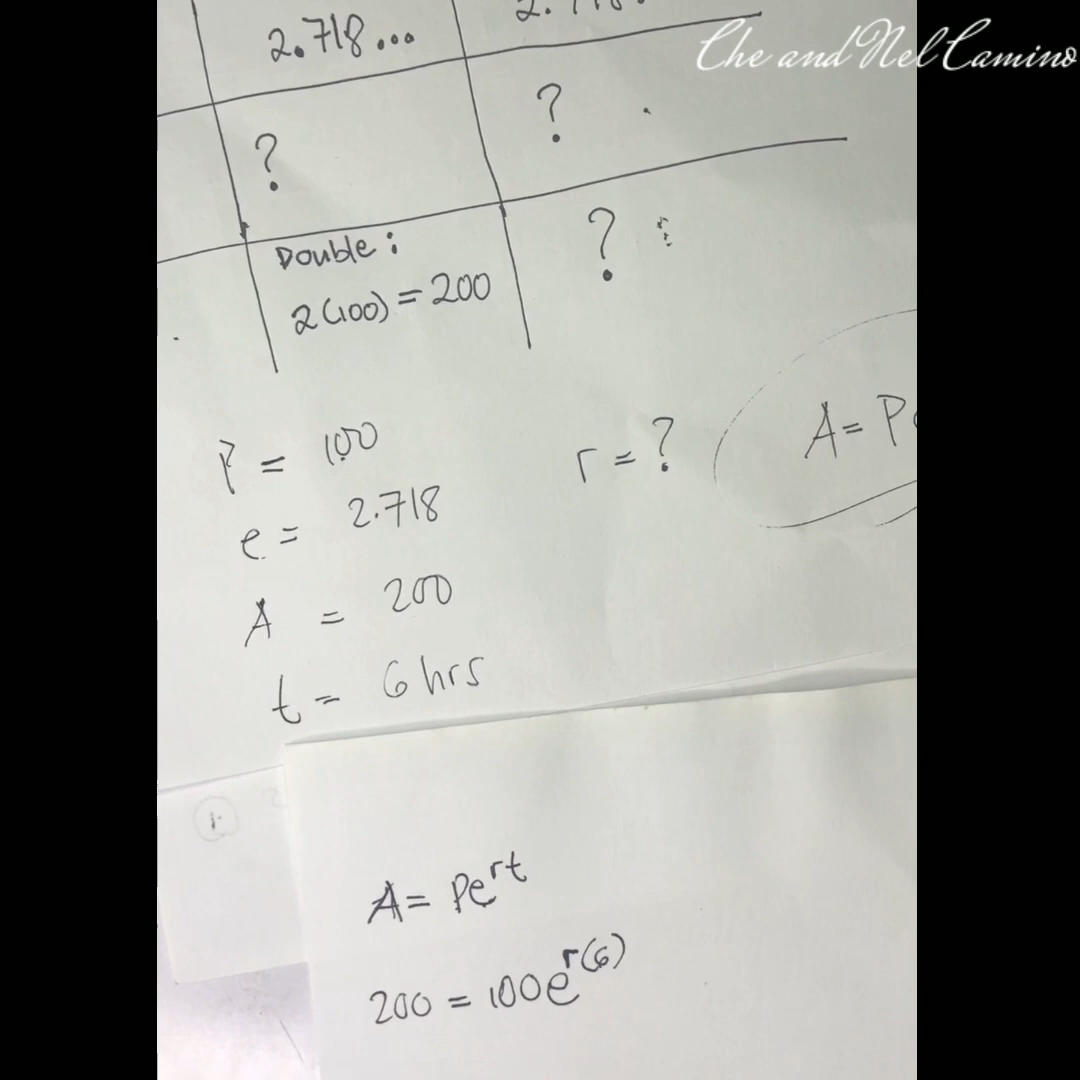 Che and Nel Camino
2.718...
?
?
Double:
2(100) = 200
?
P = 100
r = ?
A = P
e = 2.718
A = 200
t = 6 hrs
A = Pe^rt
200 = 100e^r(6)